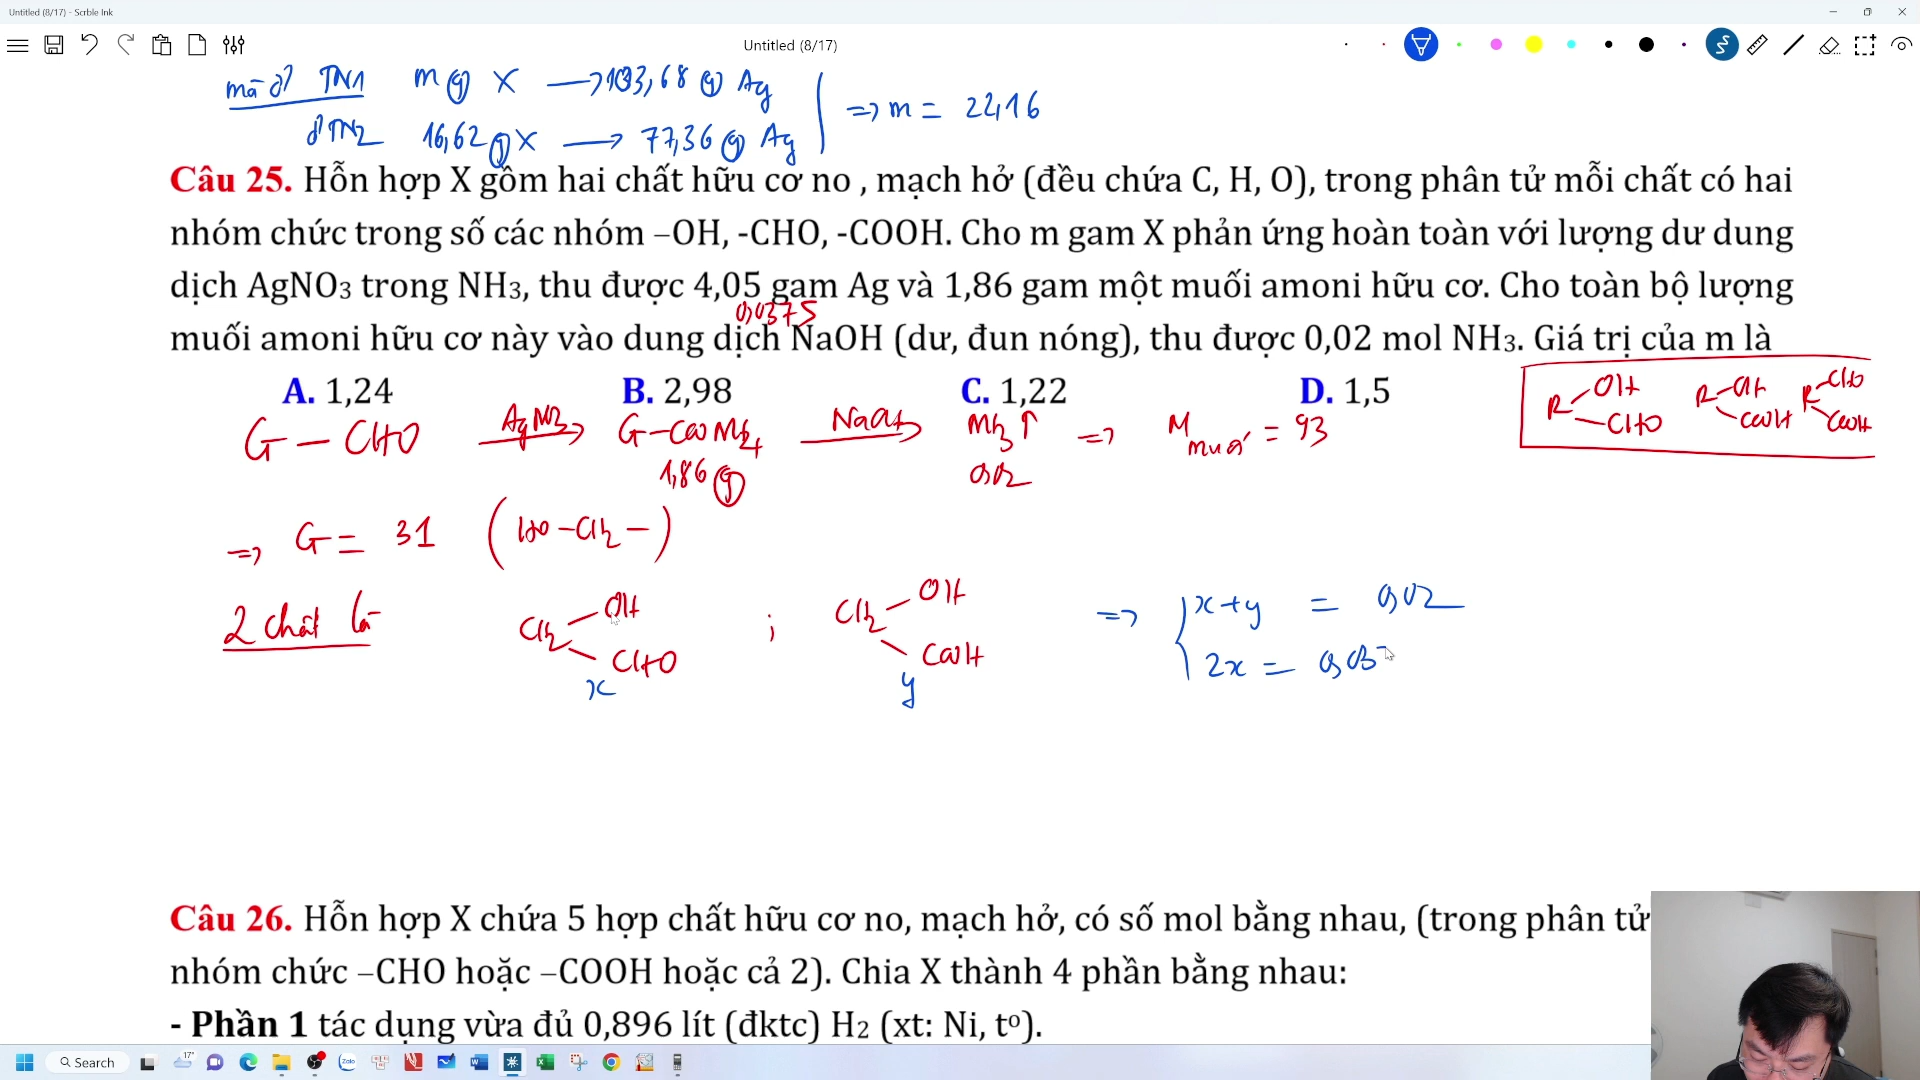 Untitled (8/17) - Scrble Ink
Untitled (8/17)
mã đề TN1 m g X → 103,68 g Ag
đề TN2 16,62 g X → 77,36 g Ag ⇒ m = 22,16
Câu 25. Hỗn hợp X gồm hai chất hữu cơ no , mạch hở (đều chứa C, H, O), trong phân tử mỗi chất có hai
nhóm chức trong số các nhóm –OH, -CHO, -COOH. Cho m gam X phản ứng hoàn toàn với lượng dư dung
dịch AgNO3 trong NH3, thu được 4,05 gam Ag và 1,86 gam một muối amoni hữu cơ. Cho toàn bộ lượng
0,0375
muối amoni hữu cơ này vào dung dịch NaOH (dư, đun nóng), thu được 0,02 mol NH3. Giá trị của m là
A. 1,24 B. 2,98 C. 1,22 D. 1,5
R OH CHO R OH COOH R CHO COOH
G – CHO AgNO3 → G – COONH4 NaOH → NH3 ↑ ⇒ M muối = 93
1,86 g 0,02
⇒ G = 31 (HO – CH2 –)
2 chất là CH2 OH CHO ; CH2 OH COOH ⇒ x + y = 0,02
x y 2x = 0,03
Câu 26. Hỗn hợp X chứa 5 hợp chất hữu cơ no, mạch hở, có số mol bằng nhau, (trong phân tử
nhóm chức –CHO hoặc –COOH hoặc cả 2). Chia X thành 4 phần bằng nhau:
- Phần 1 tác dụng vừa đủ 0,896 lít (đktc) H2 (xt: Ni, tº).
Search
17°
Zalo